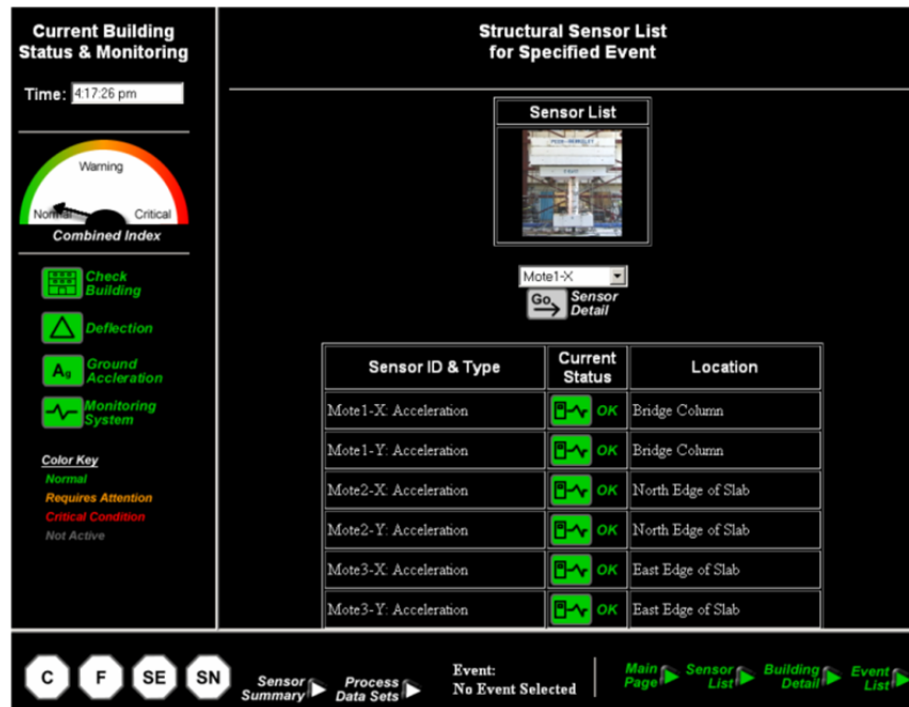 Current Building
Status & Monitoring
Time: 4:17:26 pm
Warning
Normal
Critical
Combined Index
Check
Building
Deflection
Ag
Ground
Accleration
Monitoring
System
Color Key
Normal
Requires Attention
Critical Condition
Not Active
Structural Sensor List
for Specified Event
Sensor List
Mote1-X
Go
Sensor
Detail
Sensor ID & Type Current Status Location
Mote1-X: Acceleration OK Bridge Column
Mote1-Y: Acceleration OK Bridge Column
Mote2-X: Acceleration OK North Edge of Slab
Mote2-Y: Acceleration OK North Edge of Slab
Mote3-X: Acceleration OK East Edge of Slab
Mote3-Y: Acceleration OK East Edge of Slab
C F SE SN
Sensor
Summary
Process
Data Sets
Event:
No Event Selected
Main
Page
Sensor
List
Building
Detail
Event
List